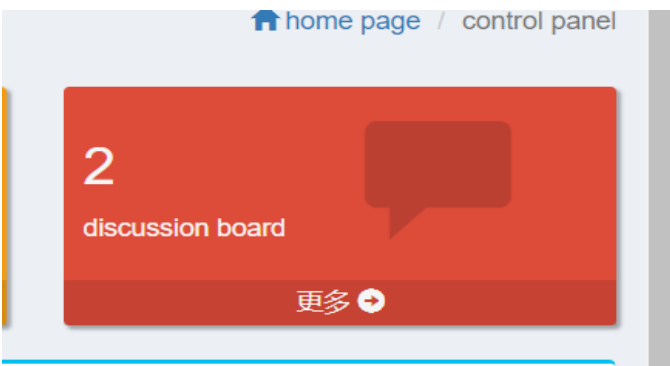 home page / control panel
2
discussion board
更多